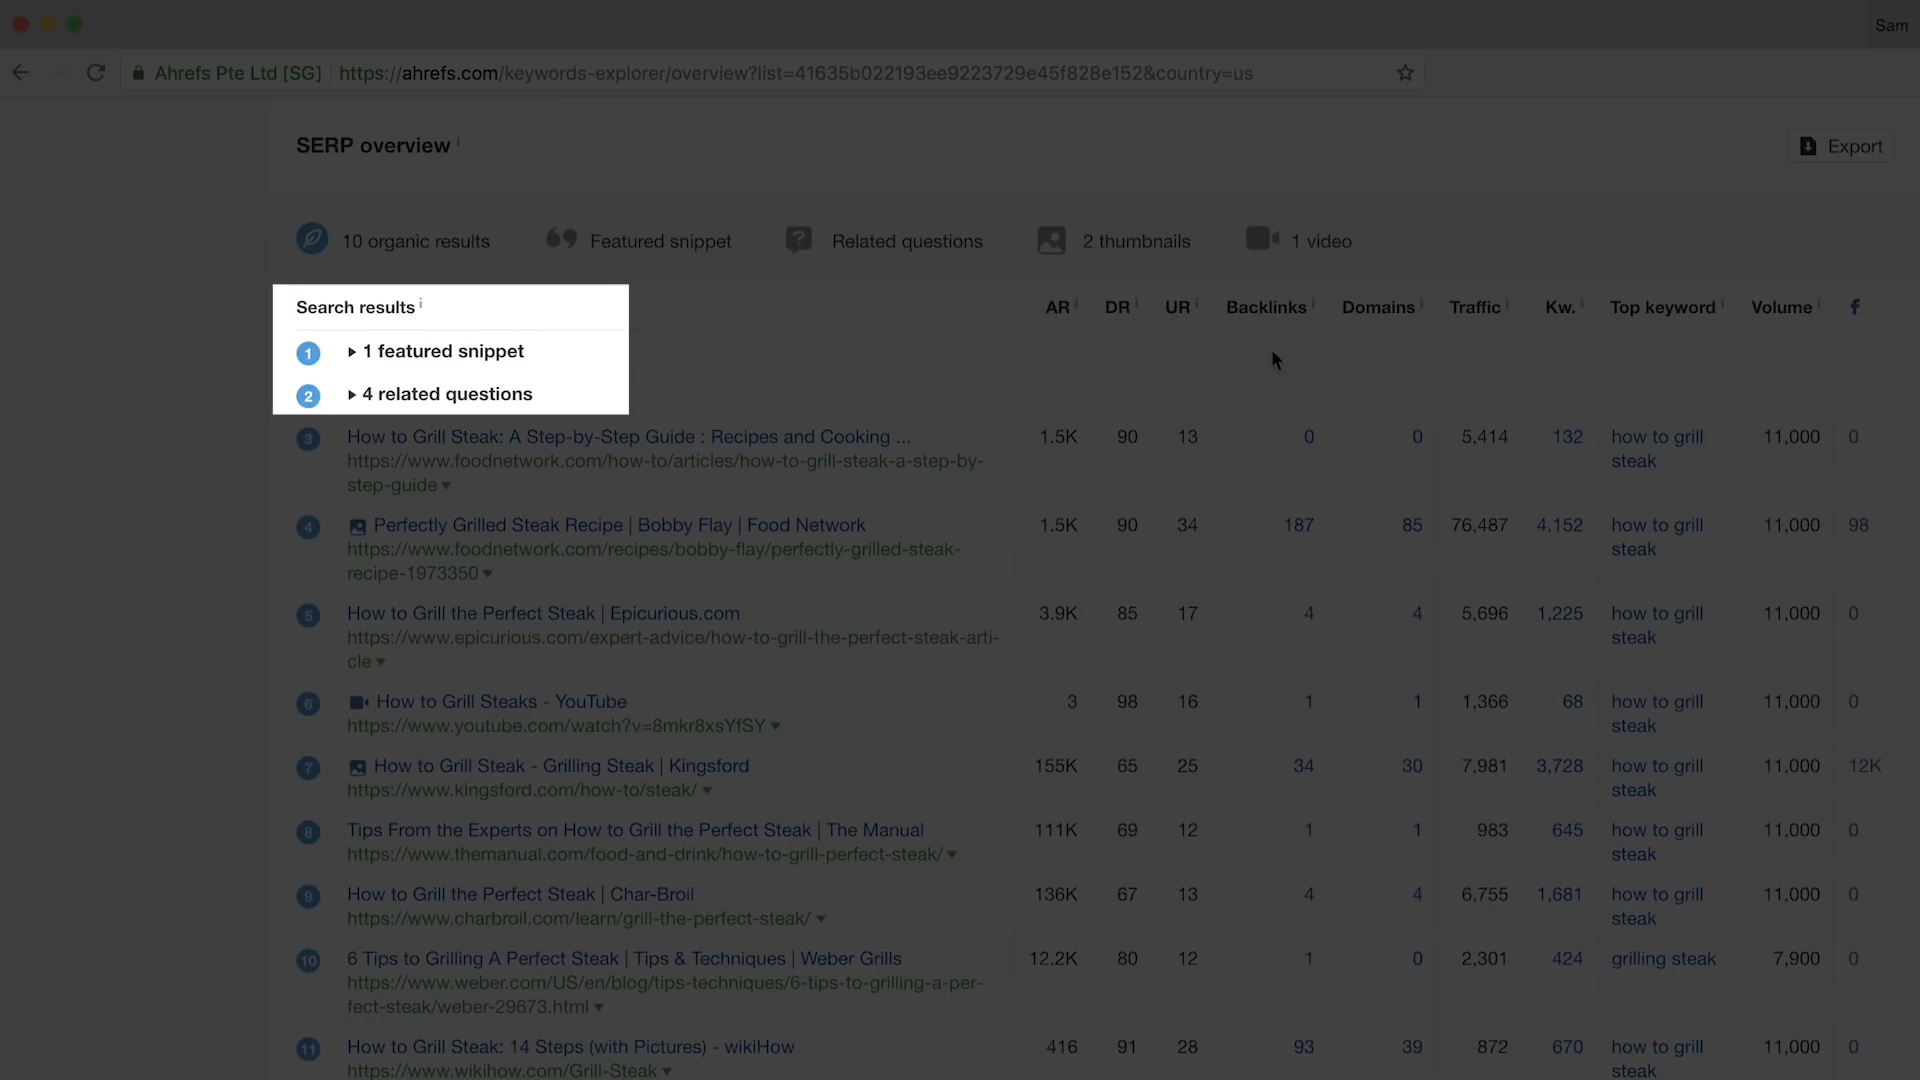 Sam
Ahrefs Pte Ltd [SG] https://ahrefs.com/keywords-explorer/overview?list=41635b022193ee9223729e45f828e152&country=us
SERP overview i
Export
10 organic results Featured snippet Related questions 2 thumbnails 1 video
Search results i AR i DR i UR i Backlinks i Domains i Traffic i Kw. i Top keyword i Volume i f
1 1 featured snippet
2 4 related questions
3 How to Grill Steak: A Step-by-Step Guide : Recipes and Cooking ... 1.5K 90 13 0 0 5,414 132 how to grill 11,000 0
https://www.foodnetwork.com/how-to/articles/how-to-grill-steak-a-step-by- steak
step-guide
4 Perfectly Grilled Steak Recipe | Bobby Flay | Food Network 1.5K 90 34 187 85 76,487 4,152 how to grill 11,000 98
https://www.foodnetwork.com/recipes/bobby-flay/perfectly-grilled-steak- steak
recipe-1973350
5 How to Grill the Perfect Steak | Epicurious.com 3.9K 85 17 4 4 5,696 1,225 how to grill 11,000 0
https://www.epicurious.com/expert-advice/how-to-grill-the-perfect-steak-arti- steak
cle
6 How to Grill Steaks - YouTube 3 98 16 1 1 1,366 68 how to grill 11,000 0
https://www.youtube.com/watch?v=8mkr8xsYfSY steak
7 How to Grill Steak - Grilling Steak | Kingsford 155K 65 25 34 30 7,981 3,728 how to grill 11,000 12K
https://www.kingsford.com/how-to/steak/ steak
8 Tips From the Experts on How to Grill the Perfect Steak | The Manual 111K 69 12 1 1 983 645 how to grill 11,000 0
https://www.themanual.com/food-and-drink/how-to-grill-perfect-steak/ steak
9 How to Grill the Perfect Steak | Char-Broil 136K 67 13 4 4 6,755 1,681 how to grill 11,000 0
https://www.charbroil.com/learn/grill-the-perfect-steak/ steak
10 6 Tips to Grilling A Perfect Steak | Tips & Techniques | Weber Grills 12.2K 80 12 1 0 2,301 424 grilling steak 7,900 0
https://www.weber.com/US/en/blog/tips-techniques/6-tips-to-grilling-a-per-
fect-steak/weber-29673.html
11 How to Grill Steak: 14 Steps (with Pictures) - wikiHow 416 91 28 93 39 872 670 how to grill 11,000 0
https://www.wikihow.com/Grill-Steak steak